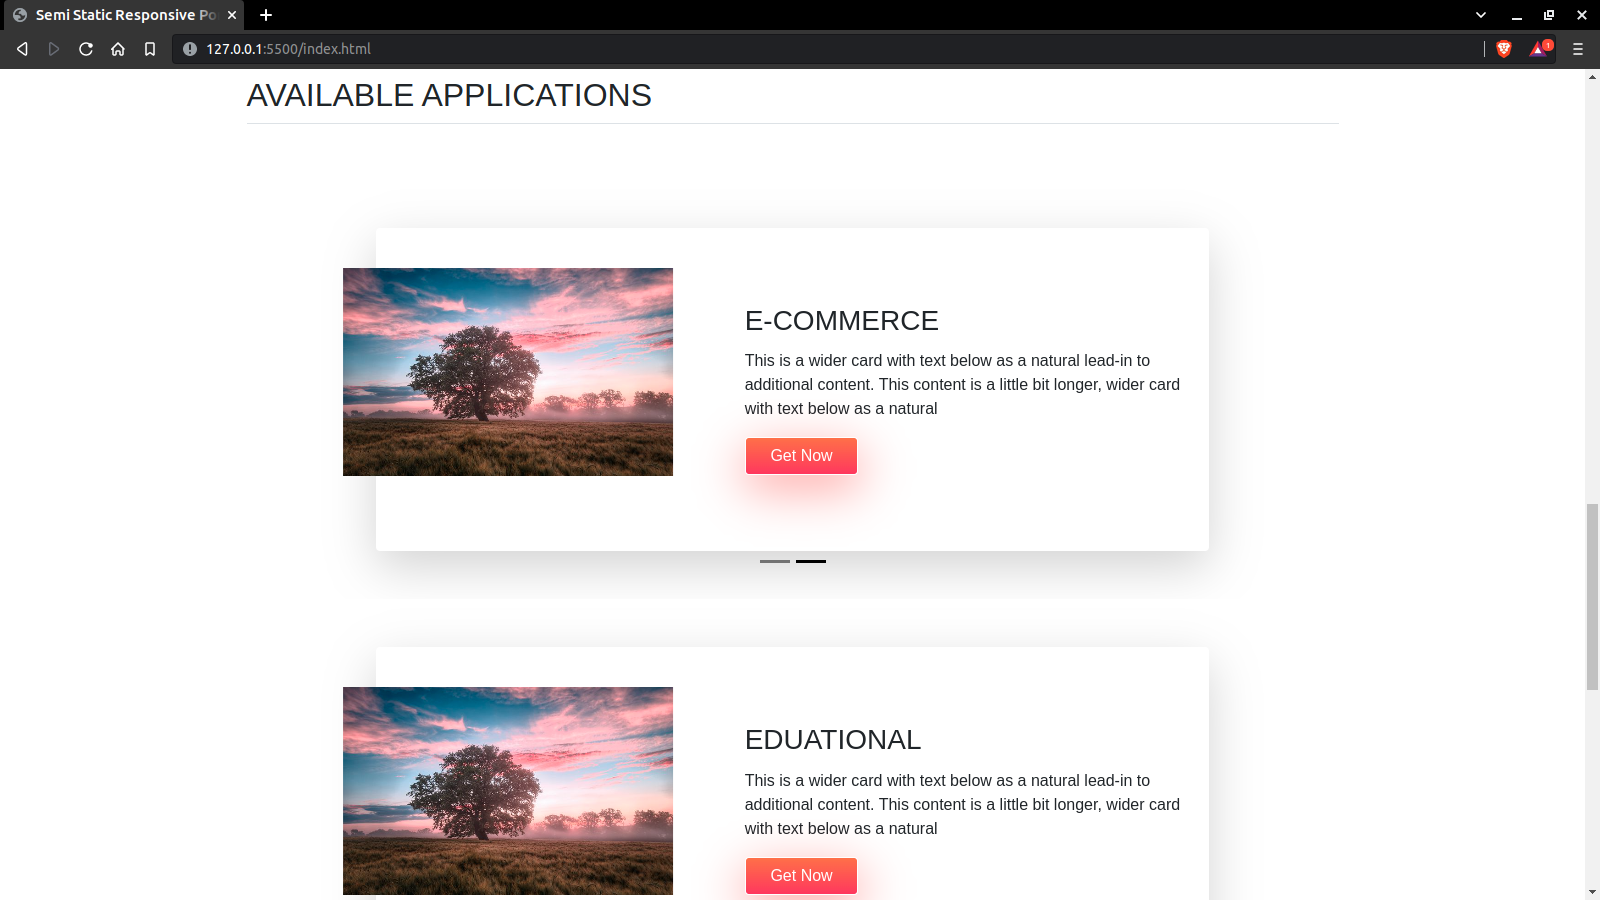 Semi Static Responsive Po
127.0.0.1:5500/index.html
1
AVAILABLE APPLICATIONS
E-COMMERCE
This is a wider card with text below as a natural lead-in to
additional content. This content is a little bit longer, wider card
with text below as a natural
Get Now
EDUATIONAL
This is a wider card with text below as a natural lead-in to
additional content. This content is a little bit longer, wider card
with text below as a natural
Get Now